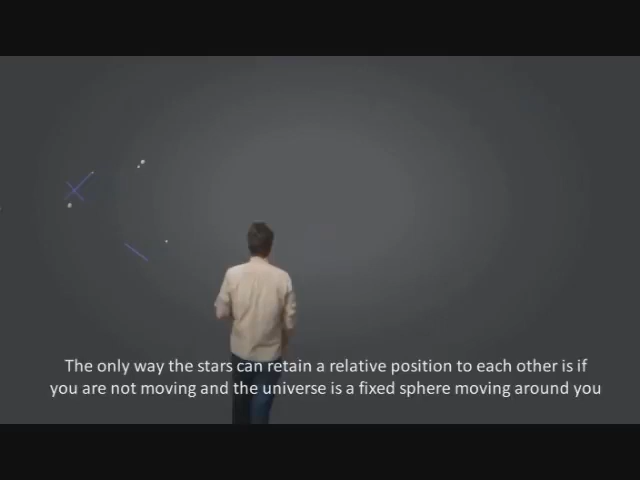 The only way the stars can retain a relative position to each other is if
you are not moving and the universe is a fixed sphere moving around you